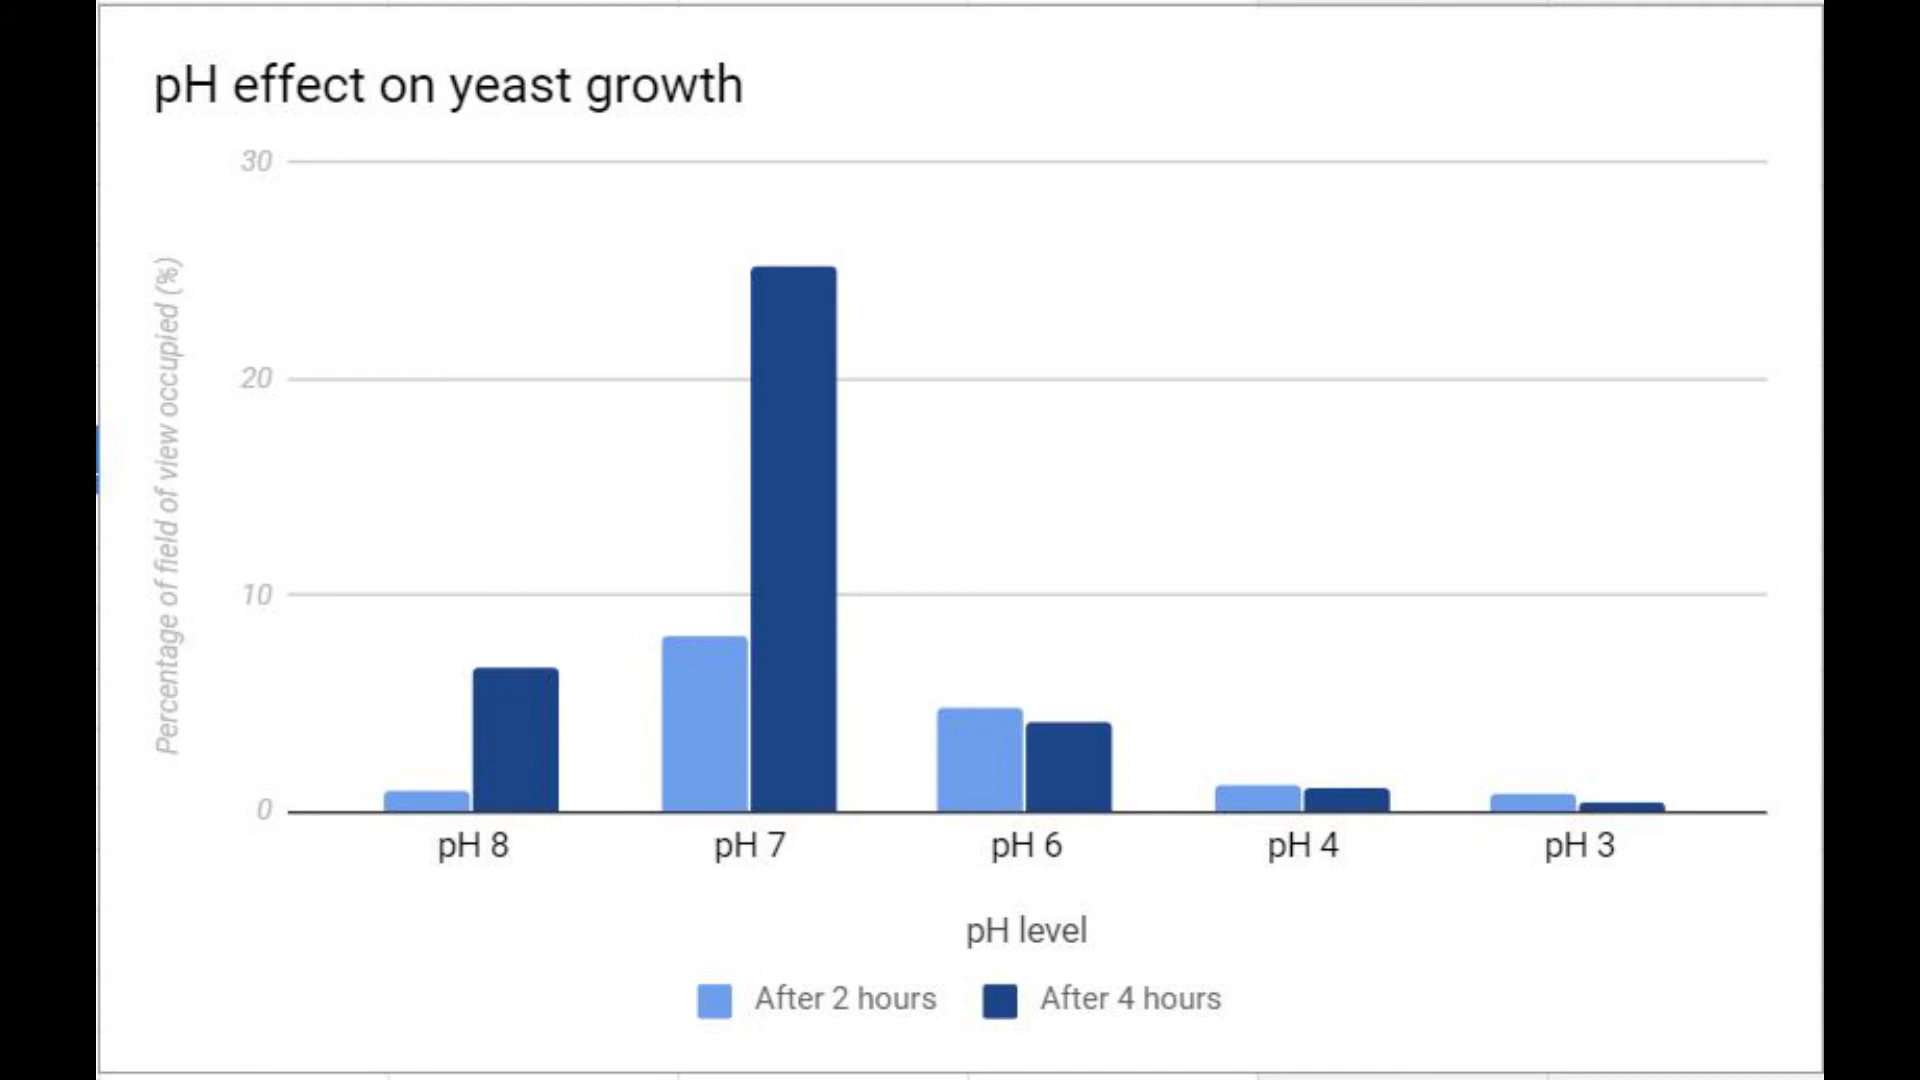 pH effect on yeast growth
30
20
10
0
Percentage of field of view occupied (%)
pH 8
pH 7
pH 6
pH 4
pH 3
pH level
After 2 hours
After 4 hours